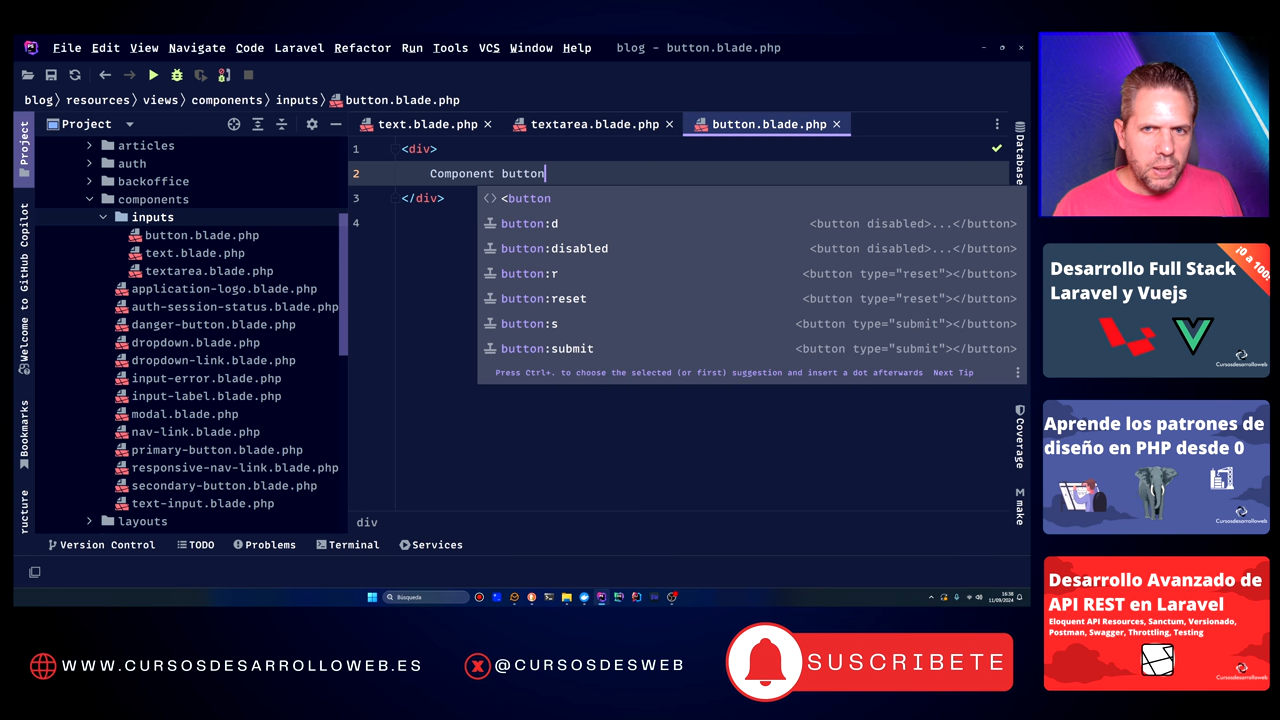 File Edit View Navigate Code Laravel Refactor Run Tools VCS Window Help blog – button.blade.php
blog〉resources〉views〉components〉inputs〉button.blade.php
Project
text.blade.php
textarea.blade.php
button.blade.php
Project
Welcome to GitHub Copilot
Bookmarks
ructure
articles
auth
backoffice
components
inputs
button.blade.php
text.blade.php
textarea.blade.php
application-logo.blade.php
auth-session-status.blade.php
danger-button.blade.php
dropdown.blade.php
dropdown-link.blade.php
input-error.blade.php
input-label.blade.php
modal.blade.php
nav-link.blade.php
primary-button.blade.php
responsive-nav-link.blade.php
secondary-button.blade.php
text-input.blade.php
layouts
1 <div>
2 Component button
3 </div>
4
<button
button:d <button disabled>...</button>
button:disabled <button disabled>...</button>
button:r <button type="reset"></button>
button:reset <button type="reset"></button>
button:s <button type="submit"></button>
button:submit <button type="submit"></button>
Press Ctrl+. to choose the selected (or first) suggestion and insert a dot afterwards Next Tip
div
Database
Coverage
M make
Version Control TODO Problems Terminal Services
Búsqueda
16:38
11/09/2024
Desarrollo Full Stack
Laravel y Vuejs
¡0 a 100!
Cursosdesarrolloweb
Aprende los patrones de
diseño en PHP desde 0
Cursosdesarrolloweb
Desarrollo Avanzado de
API REST en Laravel
Eloquent API Resources, Sanctum, Versionado,
Postman, Swagger, Throttling, Testing
Cursosdesarrolloweb
WWW.CURSOSDESARROLLOWEB.ES
X @CURSOSDESWEB
SUSCRIBETE